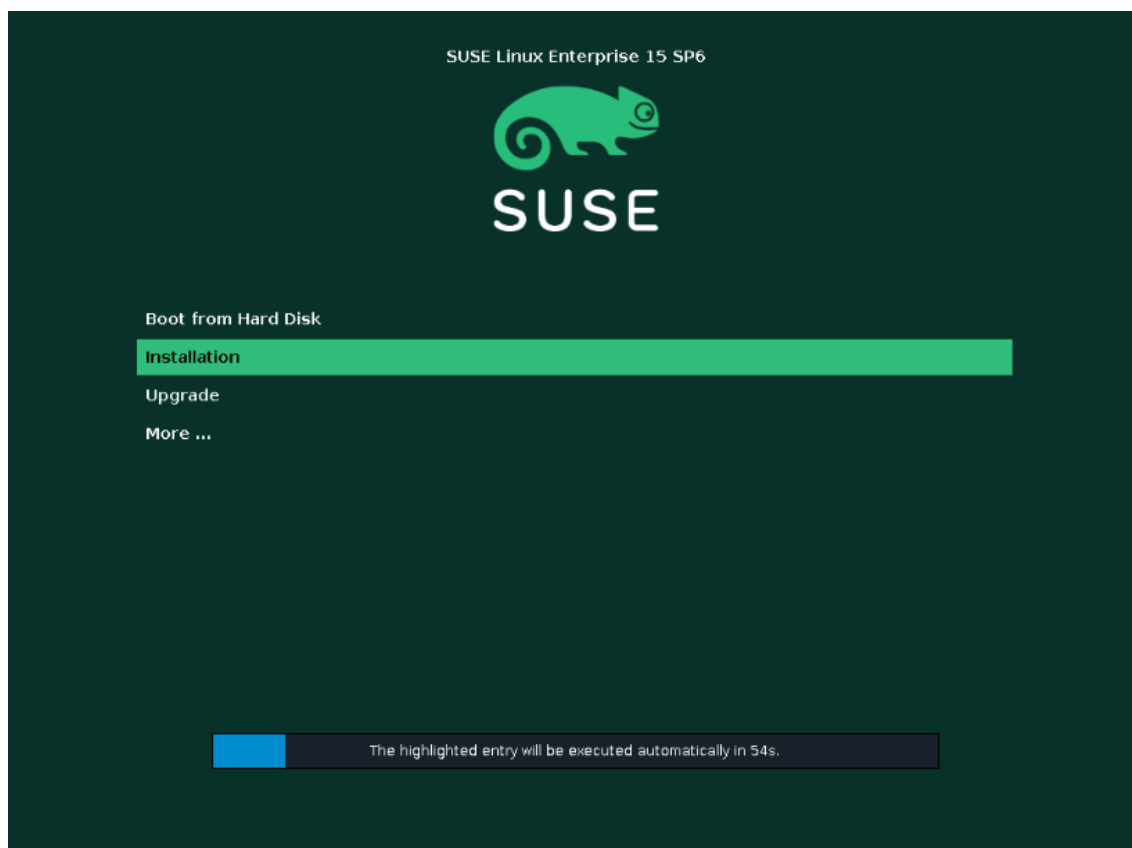 SUSE Linux Enterprise 15 SP6
SUSE
Boot from Hard Disk
Installation
Upgrade
More ...
The highlighted entry will be executed automatically in 54s.